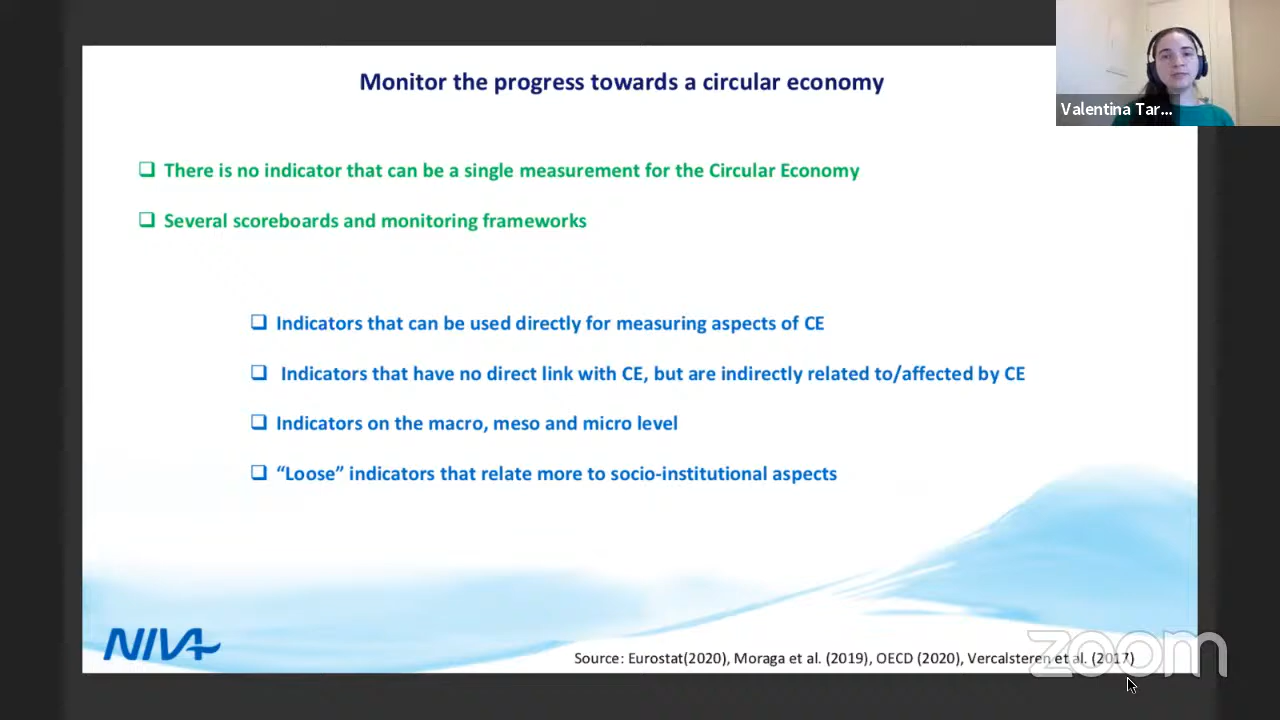 Monitor the progress towards a circular economy
Valentina Tar...
❑ There is no indicator that can be a single measurement for the Circular Economy
❑ Several scoreboards and monitoring frameworks
❑ Indicators that can be used directly for measuring aspects of CE
❑ Indicators that have no direct link with CE, but are indirectly related to/affected by CE
❑ Indicators on the macro, meso and micro level
❑ “Loose” indicators that relate more to socio-institutional aspects
NIVA
Source: Eurostat(2020), Moraga et al. (2019), OECD (2020), Vercalsteren et al. (2017)
zoom